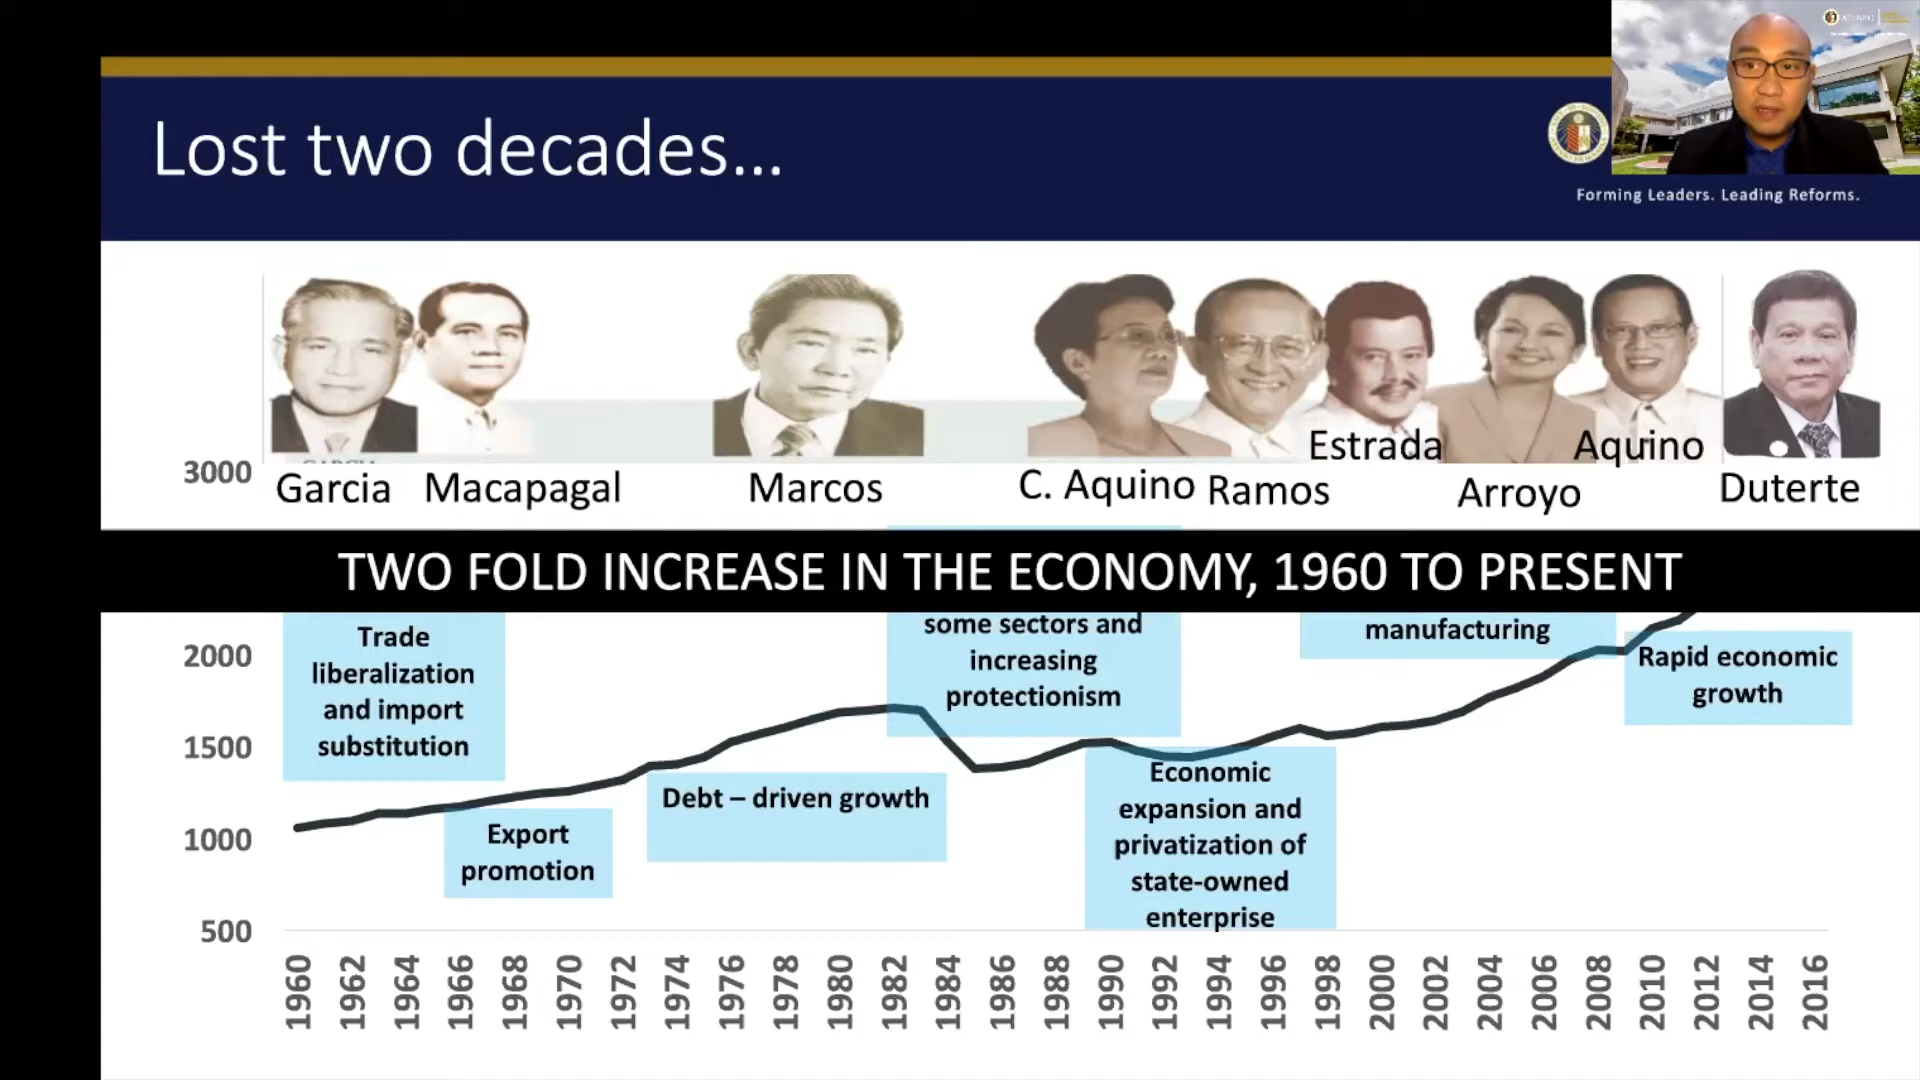 Lost two decades...
Forming Leaders. Leading Reforms.
Estrada
Aquino
3000
Garcia
Macapagal
Marcos
C. Aquino
Ramos
Arroyo
Duterte
TWO FOLD INCREASE IN THE ECONOMY, 1960 TO PRESENT
2000
1500
1000
500
Trade
liberalization
and import
substitution
Export
promotion
Debt – driven growth
some sectors and
increasing
protectionism
Economic
expansion and
privatization of
state-owned
enterprise
manufacturing
Rapid economic
growth
1960
1962
1964
1966
1968
1970
1972
1974
1976
1978
1980
1982
1984
1986
1988
1990
1992
1994
1996
1998
2000
2002
2004
2006
2008
2010
2012
2014
2016